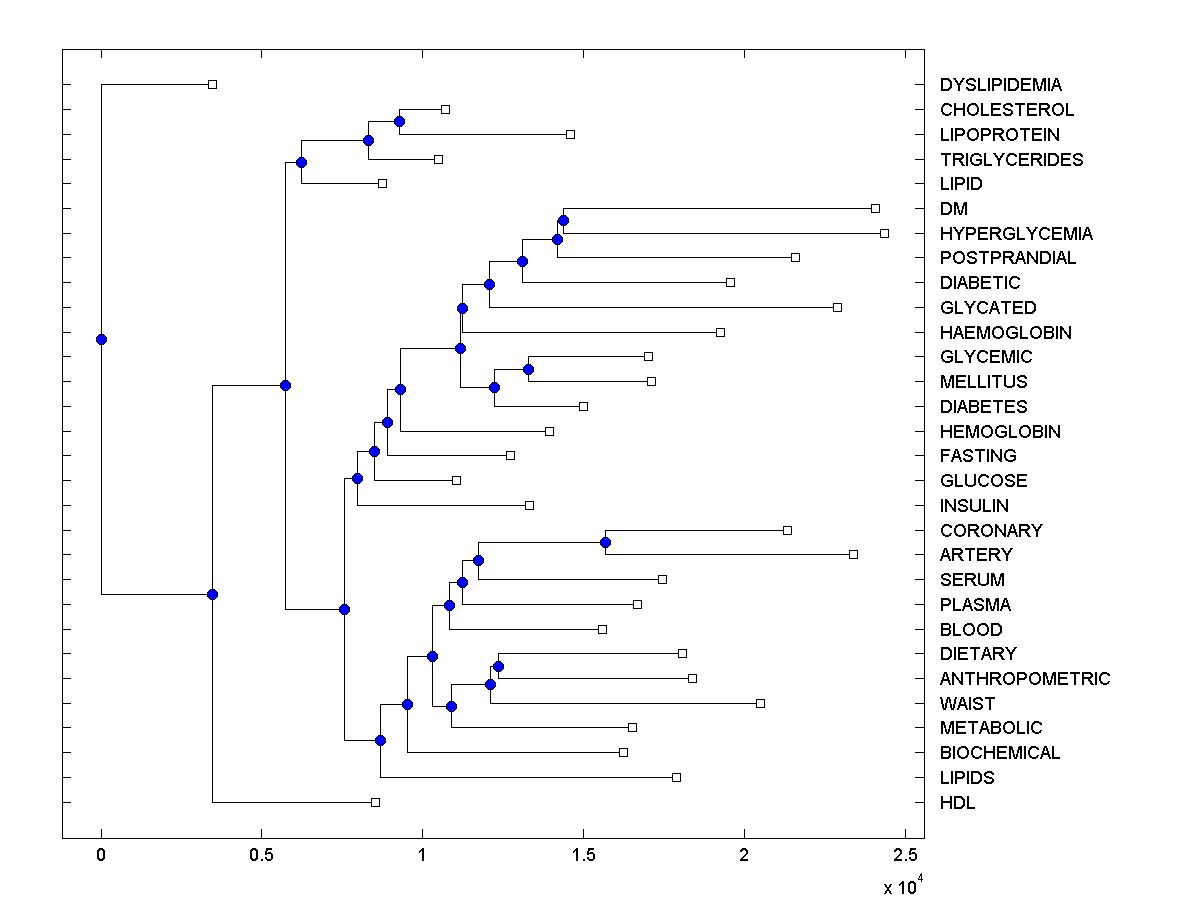 DYSLIPIDEMIA
CHOLESTEROL
LIPOPROTEIN
TRIGLYCERIDES
LIPID
DM
HYPERGLYCEMIA
POSTPRANDIAL
DIABETIC
GLYCATED
HAEMOGLOBIN
GLYCEMIC
MELLITUS
DIABETES
HEMOGLOBIN
FASTING
GLUCOSE
INSULIN
CORONARY
ARTERY
SERUM
PLASMA
BLOOD
DIETARY
ANTHROPOMETRIC
WAIST
METABOLIC
BIOCHEMICAL
LIPIDS
HDL
0 0.5 1 1.5 2 2.5
x 10^4